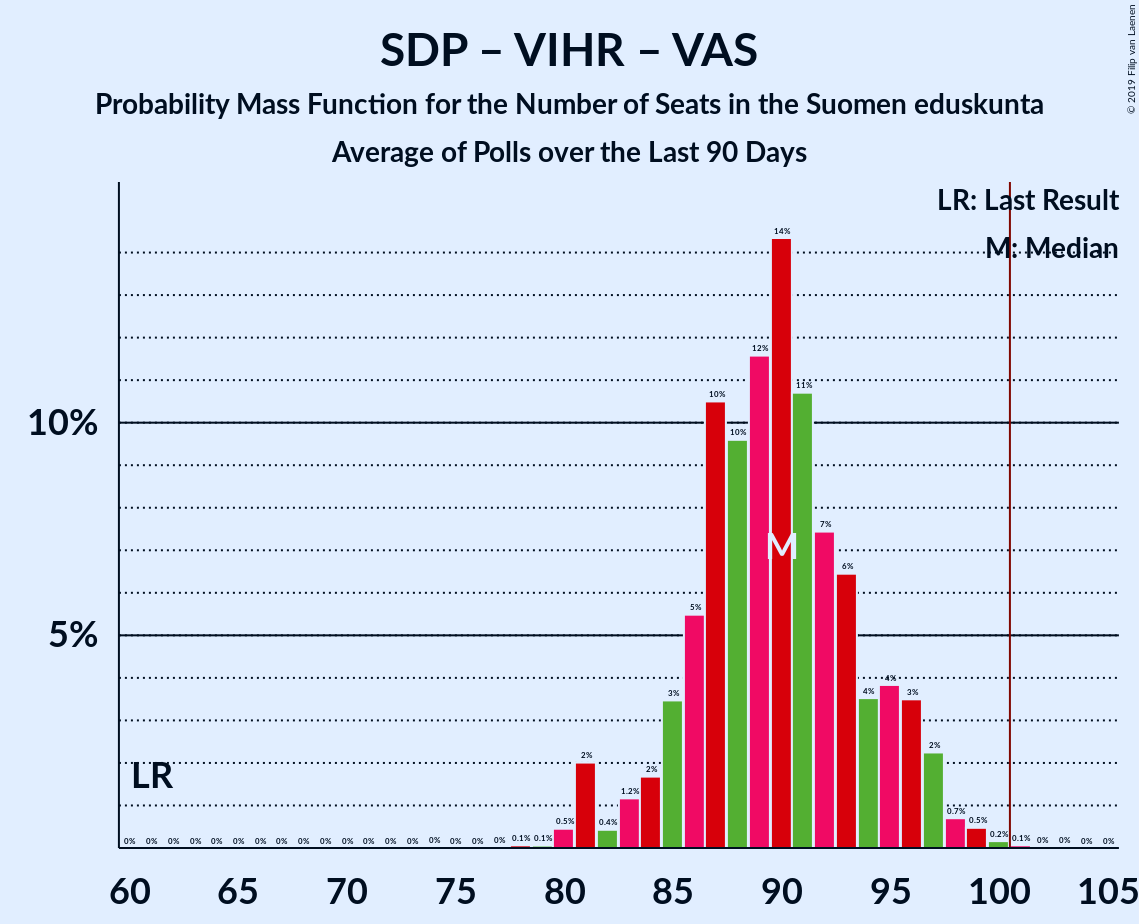 SDP – VIHR – VAS
Probability Mass Function for the Number of Seats in the Suomen eduskunta
Average of Polls over the Last 90 Days
© 2019 Filip van Laenen
LR: Last Result
M: Median
10%
5%
LR
M
0% 0% 0% 0% 0% 0% 0% 0% 0% 0% 0% 0% 0% 0% 0% 0% 0% 0% 0.1% 0.1% 0.5% 2% 0.4% 1.2% 2% 3% 5% 10% 10% 12% 14% 11% 7% 6% 4% 4% 3% 2% 0.7% 0.5% 0.2% 0.1% 0% 0% 0% 0%
60 65 70 75 80 85 90 95 100 105